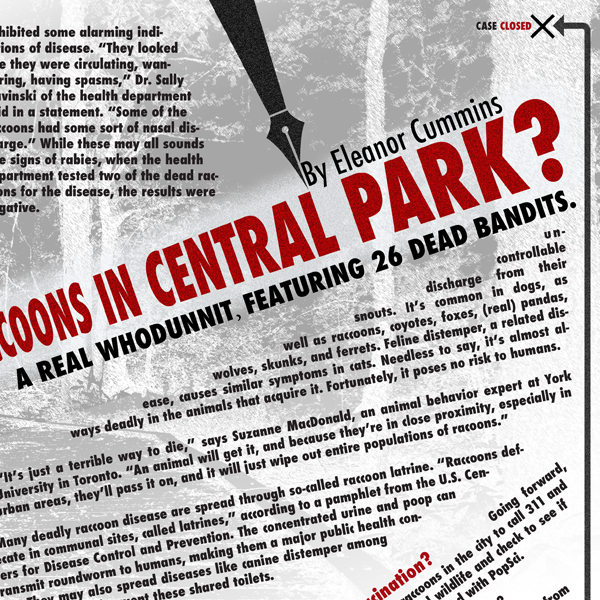 CASE CLOSED
hibited some alarming indi-
tions of disease. “They looked
e they were circulating, wan-
ring, having spasms,” Dr. Sally
avinski of the health department
id in a statement. “Some of the
ccoons had some sort of nasal dis-
arge.” While these may all sounds
e signs of rabies, when the health
partment tested two of the dead rac-
ons for the disease, the results were
gative.
By Eleanor Cummins
COONS IN CENTRAL PARK?
A REAL WHODUNNIT, FEATURING 26 DEAD BANDITS.
un-
controllable
discharge from their
snouts. It’s common in dogs, as
well as raccoons, coyotes, foxes, (real) pandas,
wolves, skunks, and ferrets. Feline distemper, a related dis-
ease, causes similar symptoms in cats. Needless to say, it’s almost al-
ways deadly in the animals that acquire it. Fortunately, it poses no risk to humans.
“It’s just a terrible way to die,” says Suzanne MacDonald, an animal behavior expert at York
University in Toronto. “An animal will get it, and because they’re in close proximity, especially in
urban areas, they’ll pass it on, and it will just wipe out entire populations of racoons.”
Many deadly raccoon disease are spread through so-called raccoon latrine. “Raccoons def-
cate in communal sites, called latrines,” according to a pamphlet from the U.S. Cen-
ers for Disease Control and Prevention. The concentrated urine and poop can
transmit roundworm to humans, making them a major public health con-
They may also spread diseases like canine distemper among
these shared toilets.
Going forward,
raccoons in the city to call 311 and
wildlife and check to see if
with PopSci.
cination?
from